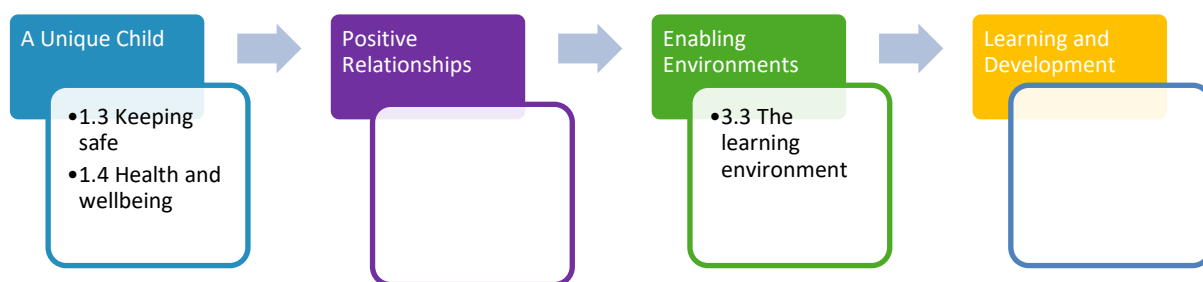 A Unique Child
•1.3 Keeping
safe
•1.4 Health and
wellbeing
Positive
Relationships
Enabling
Environments
•3.3 The
learning
environment
Learning and
Development